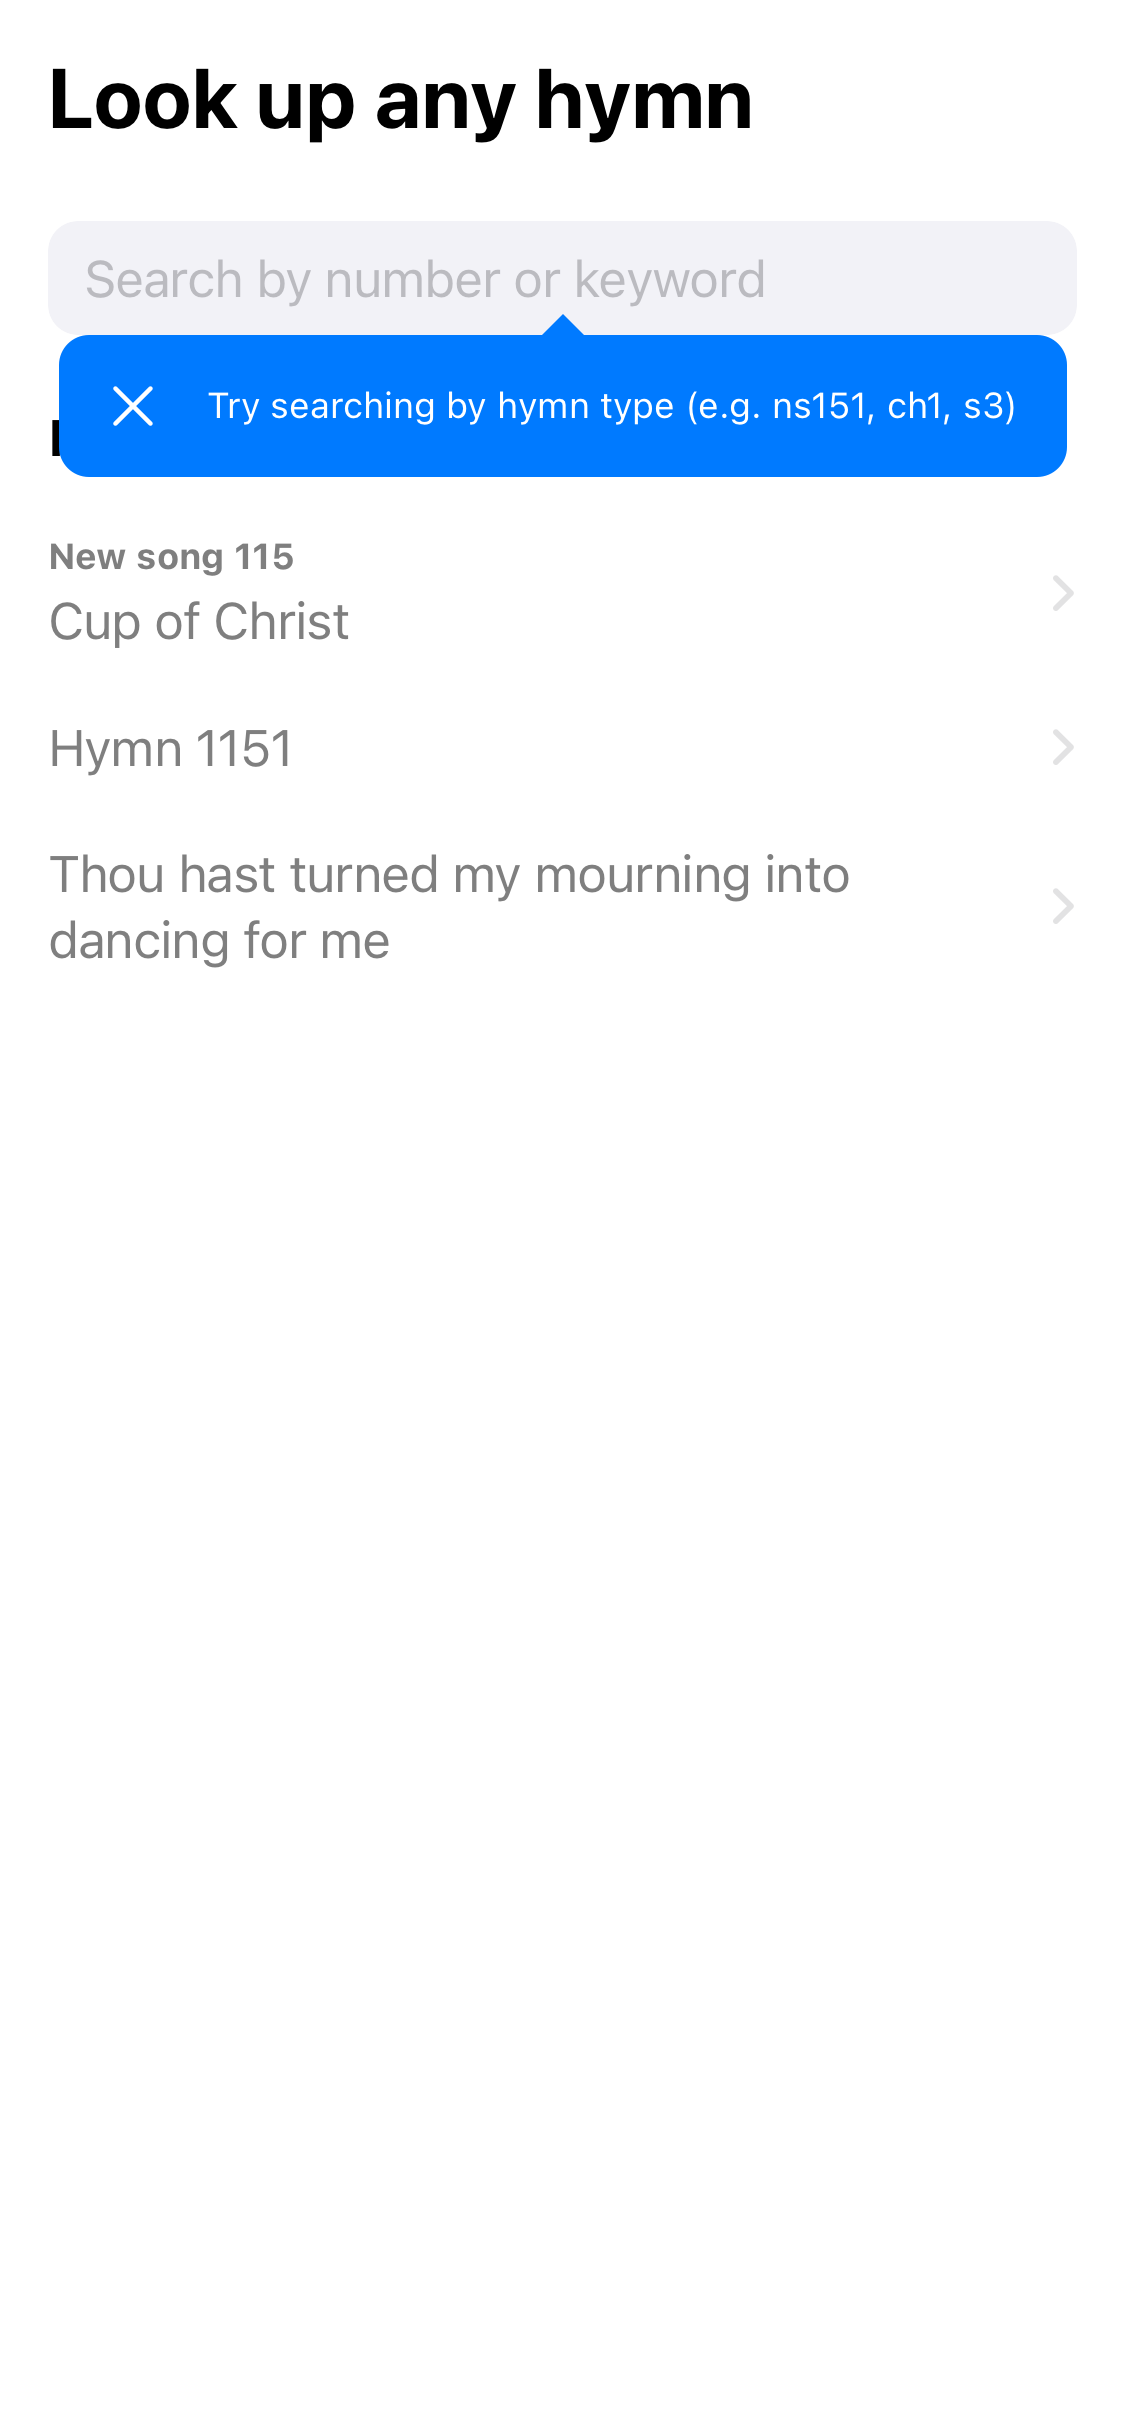 Look up any hymn
Search by number or keyword
Try searching by hymn type (e.g. ns151, ch1, s3)
New song 115
Cup of Christ
Hymn 1151
Thou hast turned my mourning into
dancing for me